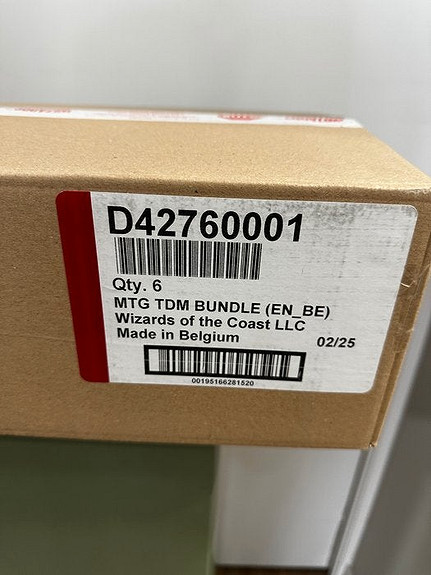 D42760001
Qty. 6
MTG TDM BUNDLE (EN_BE)
Wizards of the Coast LLC
Made in Belgium 02/25
00195166281520